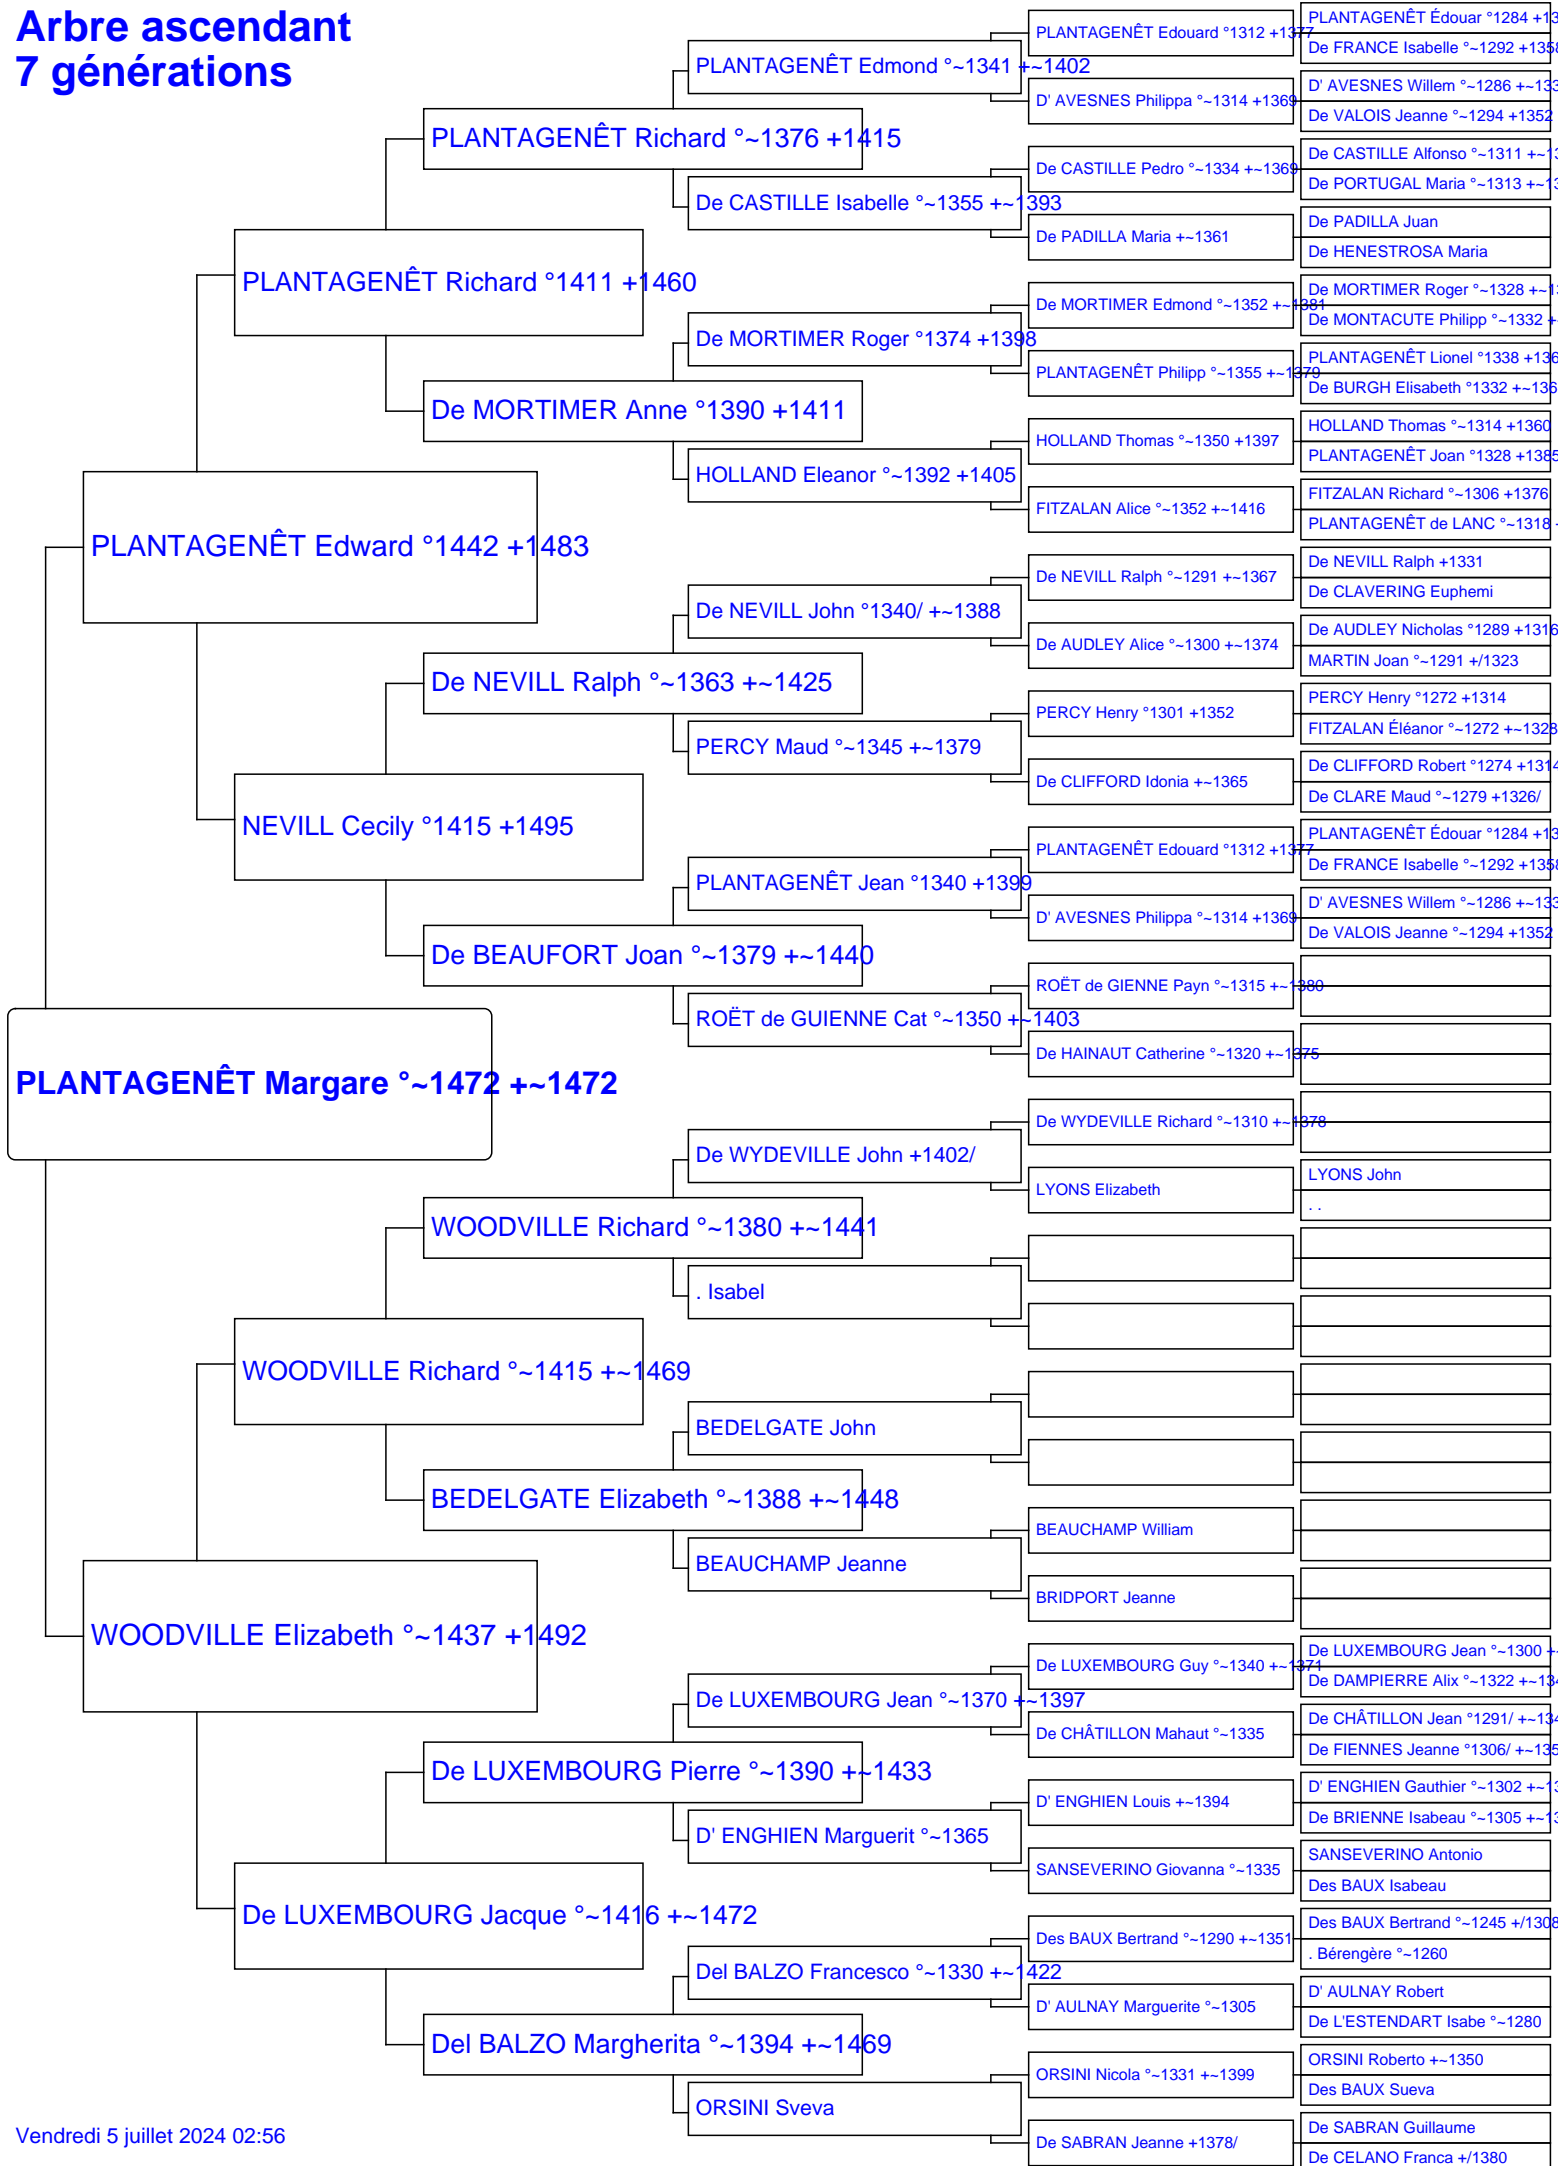 Arbre ascendant
7 générations
PLANTAGENÊT Margare °~1472 +~1472
PLANTAGENÊT Edward °1442 +1483
WOODVILLE Elizabeth °~1437 +1492
PLANTAGENÊT Richard °1411 +1460
NEVILL Cecily °1415 +1495
WOODVILLE Richard °~1415 +~1469
De LUXEMBOURG Jacque °~1416 +~1472
PLANTAGENÊT Richard °~1376 +1415
De MORTIMER Anne °1390 +1411
De NEVILL Ralph °~1363 +~1425
De BEAUFORT Joan °~1379 +~1440
WOODVILLE Richard °~1380 +~1441
BEDELGATE Elizabeth °~1388 +~1448
De LUXEMBOURG Pierre °~1390 +~1433
Del BALZO Margherita °~1394 +~1469
PLANTAGENÊT Edmond °~1341 +~1402
De CASTILLE Isabelle °~1355 +~1393
De MORTIMER Roger °1374 +1398
HOLLAND Eleanor °~1392 +1405
De NEVILL John °1340/ +~1388
PERCY Maud °~1345 +~1379
PLANTAGENÊT Jean °1340 +1399
ROËT de GUIENNE Cat °~1350 +~1403
De WYDEVILLE John +1402/
. Isabel
BEDELGATE John
BEAUCHAMP Jeanne
De LUXEMBOURG Jean °~1370 +~1397
D' ENGHIEN Marguerit °~1365
Del BALZO Francesco °~1330 +~1422
ORSINI Sveva
PLANTAGENÊT Edouard °1312 +1377
D' AVESNES Philippa °~1314 +1369
De CASTILLE Pedro °~1334 +~1369
De PADILLA Maria +~1361
De MORTIMER Edmond °~1352 +~1381
PLANTAGENÊT Philipp °~1355 +~1379
HOLLAND Thomas °~1350 +1397
FITZALAN Alice °~1352 +~1416
De NEVILL Ralph °~1291 +~1367
De AUDLEY Alice °~1300 +~1374
PERCY Henry °1301 +1352
De CLIFFORD Idonia +~1365
PLANTAGENÊT Edouard °1312 +1377
D' AVESNES Philippa °~1314 +1369
ROËT de GIENNE Payn °~1315 +~1380
De HAINAUT Catherine °~1320 +~1375
De WYDEVILLE Richard °~1310 +~1378
LYONS Elizabeth
BEAUCHAMP William
BRIDPORT Jeanne
De LUXEMBOURG Guy °~1340 +~1371
De CHÂTILLON Mahaut °~1335
D' ENGHIEN Louis +~1394
SANSEVERINO Giovanna °~1335
Des BAUX Bertrand °~1290 +~1351
D' AULNAY Marguerite °~1305
ORSINI Nicola °~1331 +~1399
De SABRAN Jeanne +1378/
PLANTAGENÊT Édouar °1284 +13
De FRANCE Isabelle °~1292 +1358
D' AVESNES Willem °~1286 +~133
De VALOIS Jeanne °~1294 +1352
De CASTILLE Alfonso °~1311 +~13
De PORTUGAL Maria °~1313 +~13
De PADILLA Juan
De HENESTROSA Maria
De MORTIMER Roger °~1328 +~13
De MONTACUTE Philipp °~1332 +
PLANTAGENÊT Lionel °1338 +136
De BURGH Elisabeth °1332 +~136
HOLLAND Thomas °~1314 +1360
PLANTAGENÊT Joan °1328 +1385
FITZALAN Richard °~1306 +1376
PLANTAGENÊT de LANC °~1318
De NEVILL Ralph +1331
De CLAVERING Euphemi
De AUDLEY Nicholas °1289 +1316
MARTIN Joan °~1291 +/1323
PERCY Henry °1272 +1314
FITZALAN Éléanor °~1272 +~1328
De CLIFFORD Robert °1274 +1314
De CLARE Maud °~1279 +1326/
PLANTAGENÊT Édouar °1284 +13
De FRANCE Isabelle °~1292 +1358
D' AVESNES Willem °~1286 +~133
De VALOIS Jeanne °~1294 +1352
LYONS John
. .
De LUXEMBOURG Jean °~1300 +
De DAMPIERRE Alix °~1322 +~134
De CHÂTILLON Jean °1291/ +~134
De FIENNES Jeanne °1306/ +~135
D' ENGHIEN Gauthier °~1302 +~13
De BRIENNE Isabeau °~1305 +~13
SANSEVERINO Antonio
Des BAUX Isabeau
Des BAUX Bertrand °~1245 +/1308
. Bérengère °~1260
D' AULNAY Robert
De L'ESTENDART Isabe °~1280
ORSINI Roberto +~1350
Des BAUX Sueva
De SABRAN Guillaume
De CELANO Franca +/1380
Vendredi 5 juillet 2024 02:56